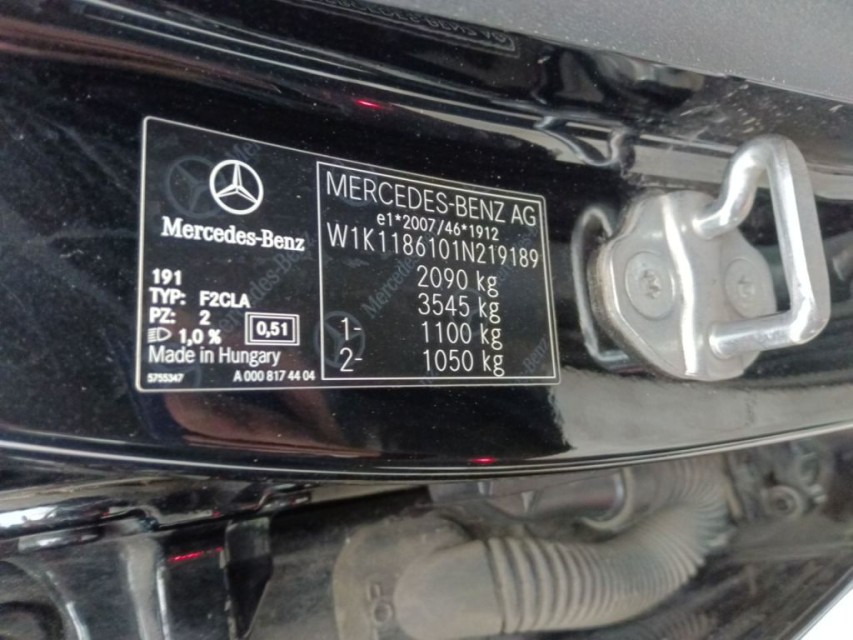 Mercedes-Benz
191
TYP: F2CLA
PZ: 2
1,0 %
0,51
Made in Hungary
5755347
A 000 817 44 04
MERCEDES-BENZ AG
e1*2007/46*1912
W1K1186101N219189
2090 kg
3545 kg
1- 1100 kg
2- 1050 kg